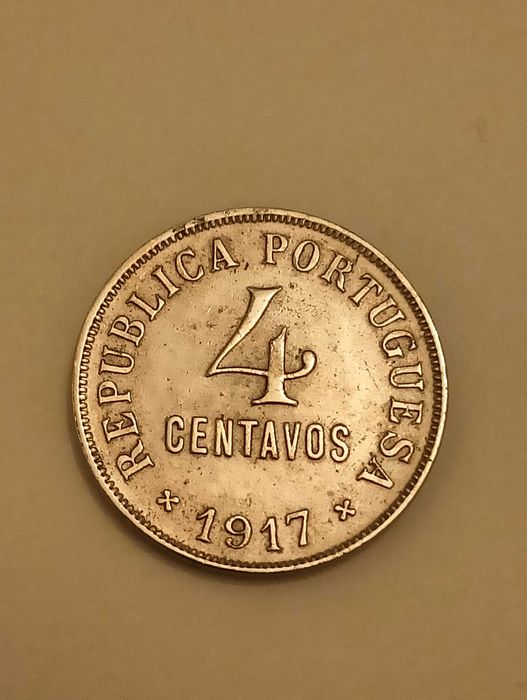 REPUBLICA PORTUGUESA
4
CENTAVOS
* 1917 *